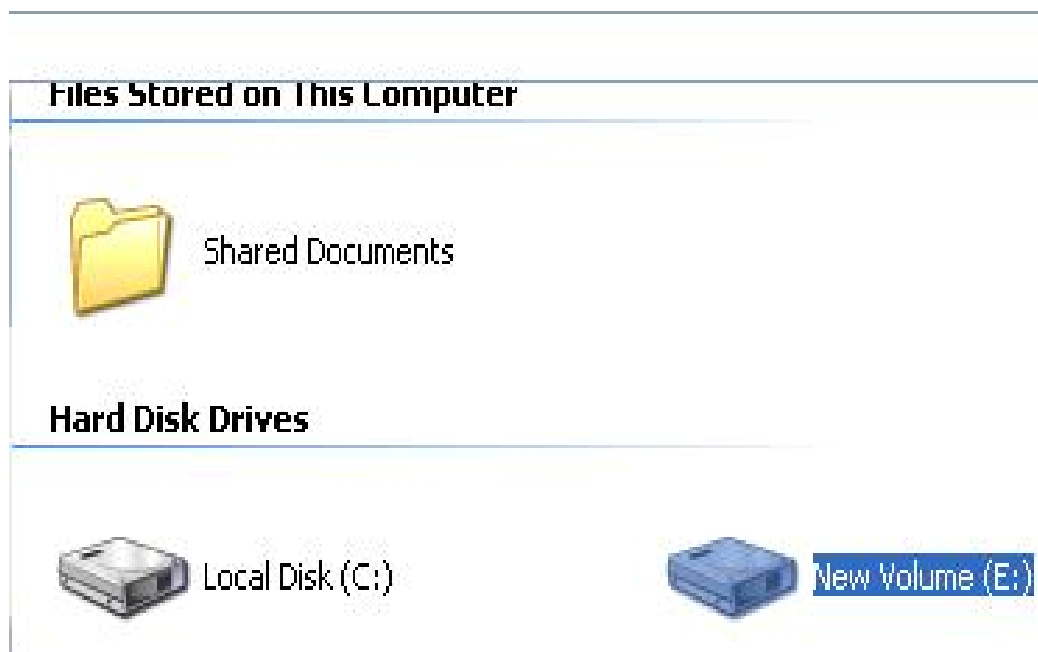 Files Stored on This Computer
Shared Documents
Hard Disk Drives
Local Disk (C:)
New Volume (E:)